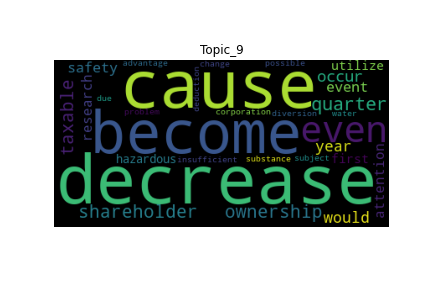 Topic_9
advantage change possible utilize
safety cause occur
event
taxable research due deduction quarter
problem corporation diversion water
become even
year
hazardous insufficient substance subject first
decrease attention
shareholder ownership would